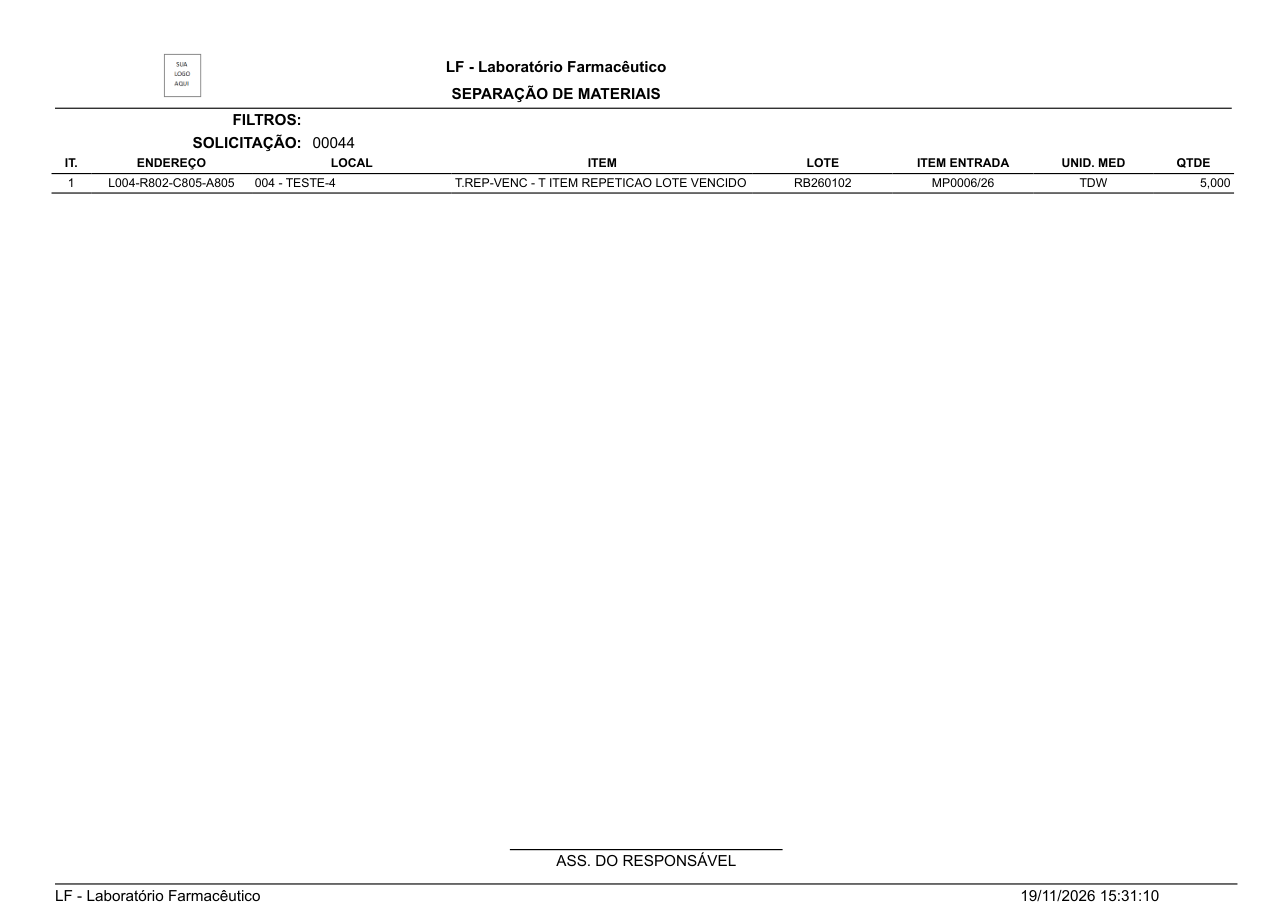 SUA
LOGO
AQUI
LF - Laboratório Farmacêutico
SEPARAÇÃO DE MATERIAIS
FILTROS:
SOLICITAÇÃO: 00044
IT. ENDEREÇO LOCAL ITEM LOTE ITEM ENTRADA UNID. MED QTDE
1 L004-R802-C805-A805 004 - TESTE-4 T.REP-VENC - T ITEM REPETICAO LOTE VENCIDO RB260102 MP0006/26 TDW 5,000
ASS. DO RESPONSÁVEL
LF - Laboratório Farmacêutico 19/11/2026 15:31:10